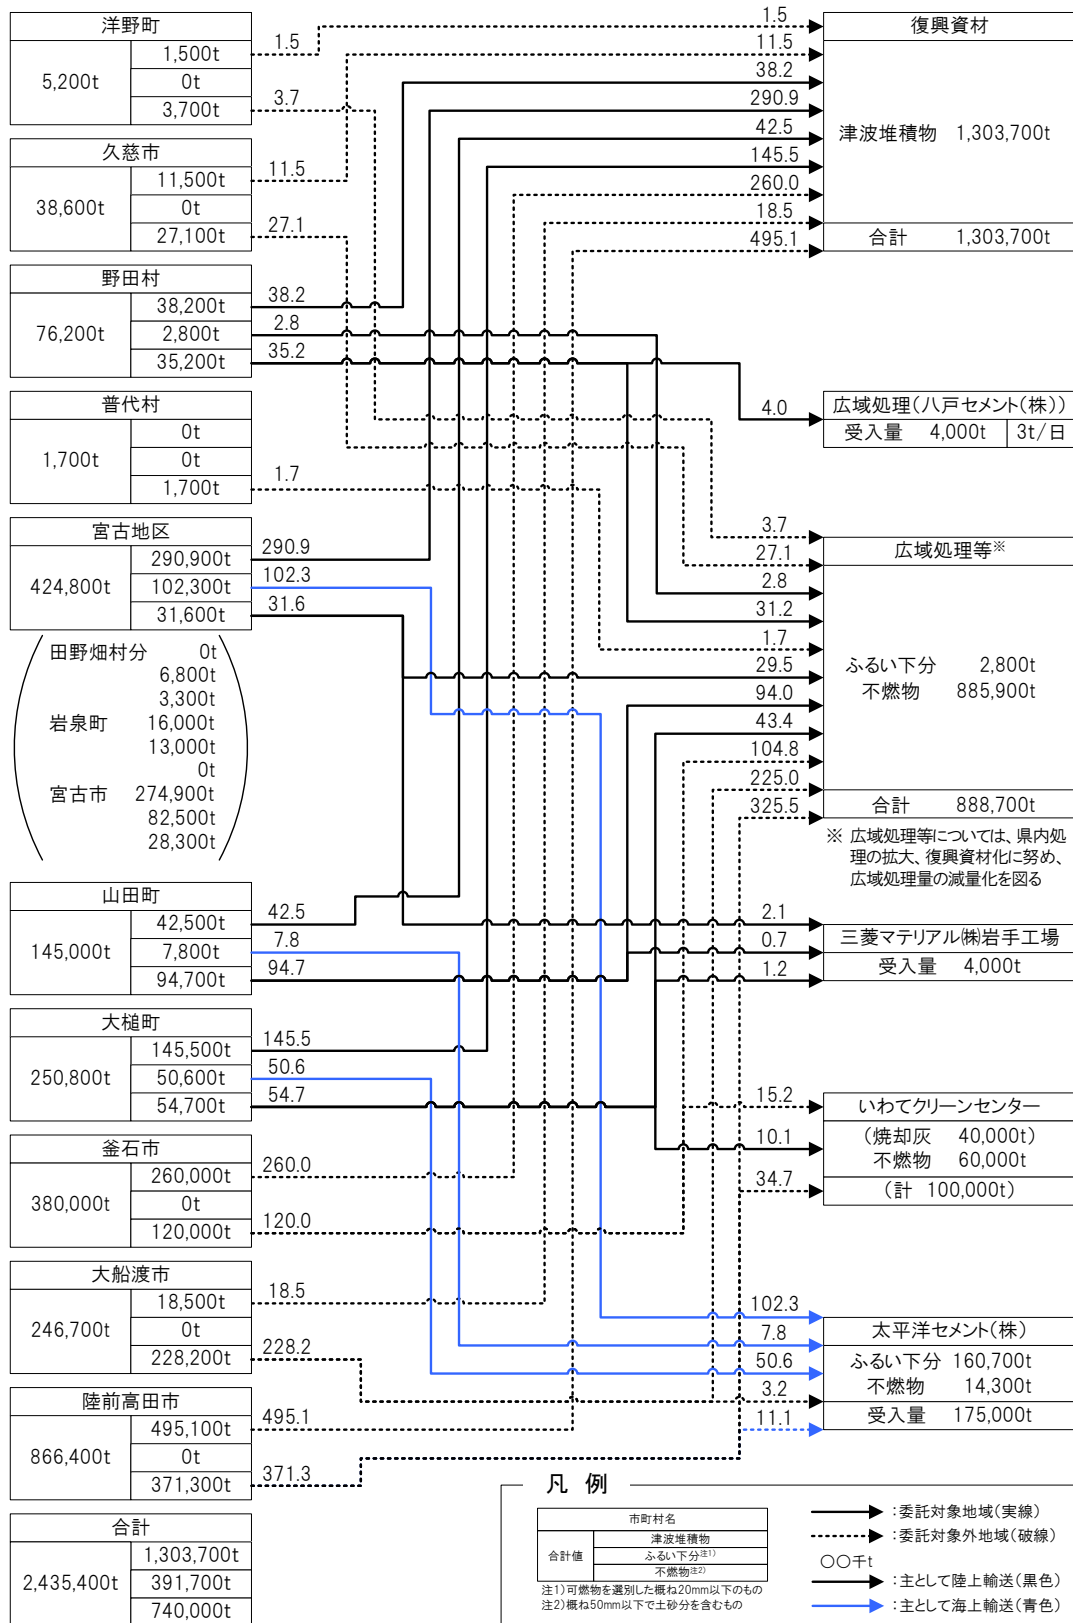 洋野町
5,200t
1,500t
0t
3,700t
久慈市
38,600t
11,500t
0t
27,100t
野田村
76,200t
38,200t
2,800t
35,200t
普代村
1,700t
0t
0t
1,700t
宮古地区
424,800t
290,900t
102,300t
31,600t
田野畑村分 0t
6,800t
3,300t
岩泉町 16,000t
13,000t
0t
宮古市 274,900t
82,500t
28,300t
山田町
145,000t
42,500t
7,800t
94,700t
大槌町
250,800t
145,500t
50,600t
54,700t
釜石市
380,000t
260,000t
0t
120,000t
大船渡市
246,700t
18,500t
0t
228,200t
陸前高田市
866,400t
495,100t
0t
371,300t
合計
2,435,400t
1,303,700t
391,700t
740,000t
1.5
3.7
11.5
27.1
38.2
2.8
35.2
1.7
290.9
102.3
31.6
42.5
7.8
94.7
145.5
50.6
54.7
260.0
120.0
18.5
228.2
495.1
371.3
1.5
11.5
38.2
290.9
42.5
145.5
260.0
18.5
495.1
復興資材
津波堆積物 1,303,700t
合計 1,303,700t
4.0
広域処理(八戸セメント(株))
受入量 4,000t 3t/日
3.7
27.1
2.8
31.2
1.7
29.5
94.0
43.4
104.8
225.0
325.5
広域処理等※
ふるい下分 2,800t
不燃物 885,900t
合計 888,700t
※ 広域処理等については、県内処
理の拡大、復興資材化に努め、
広域処理量の減量化を図る
2.1
0.7
1.2
三菱マテリアル㈱岩手工場
受入量 4,000t
15.2
10.1
34.7
いわてクリーンセンター
(焼却灰 40,000t)
不燃物 60,000t
(計 100,000t)
102.3
7.8
50.6
3.2
11.1
太平洋セメント(株)
ふるい下分 160,700t
不燃物 14,300t
受入量 175,000t
凡 例
市町村名
合計値
津波堆積物
ふるい下分注1)
不燃物注2)
注1)可燃物を選別した概ね20mm以下のもの
注2)概ね50mm以下で土砂分を含むもの
:委託対象地域(実線)
:委託対象外地域(破線)
○○千t
:主として陸上輸送(黒色)
:主として海上輸送(青色)